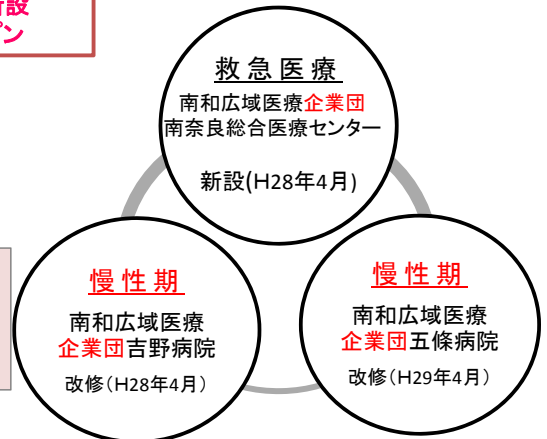 設
プン
救急医療
南和広域医療企業団
南奈良総合医療センター
新設(H28年4月)
慢性期
南和広域医療
企業団吉野病院
改修(H28年4月)
慢性期
南和広域医療
企業団五條病院
改修(H29年4月)